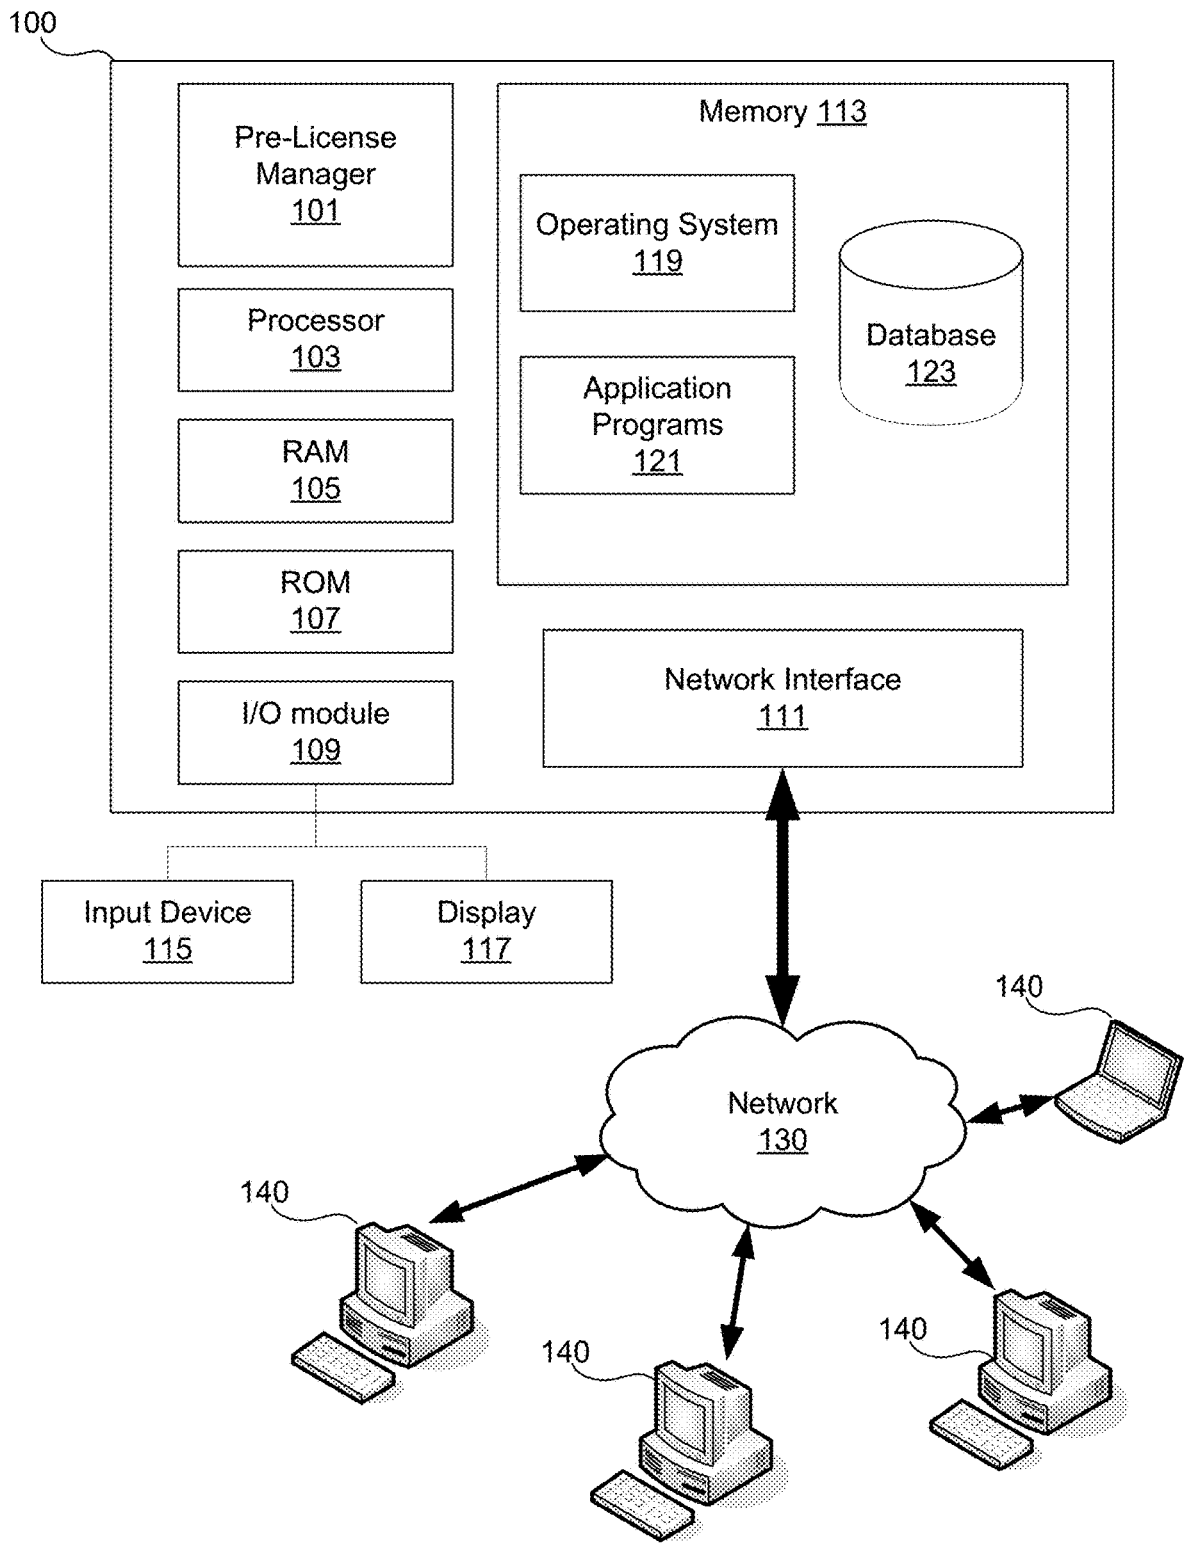 100
Pre-License
Manager
101
Processor
103
RAM
105
ROM
107
I/O module
109
Memory 113
Operating System
119
Application
Programs
121
Database
123
Network Interface
111
Input Device
115
Display
117
Network
130
140
140
140
140